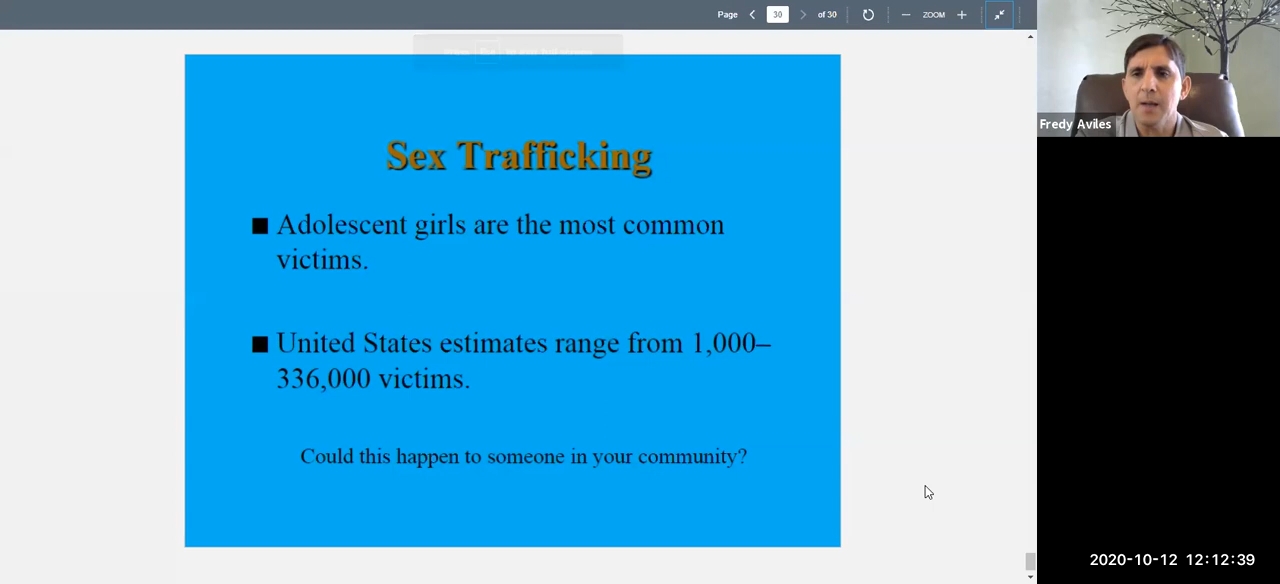 Page 30 of 30 ZOOM
Sex Trafficking
Adolescent girls are the most common
victims.
United States estimates range from 1,000–
336,000 victims.
Could this happen to someone in your community?
Fredy Aviles
2020-10-12 12:12:39